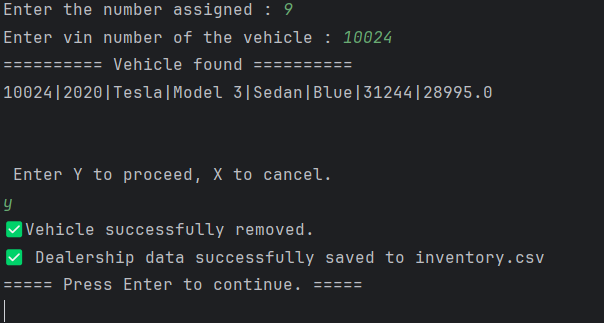 Enter the number assigned : 9
Enter vin number of the vehicle : 10024
========== Vehicle found ==========
10024|2020|Tesla|Model 3|Sedan|Blue|31244|28995.0
Enter Y to proceed, X to cancel.
y
✅Vehicle successfully removed.
✅ Dealership data successfully saved to inventory.csv
===== Press Enter to continue. =====